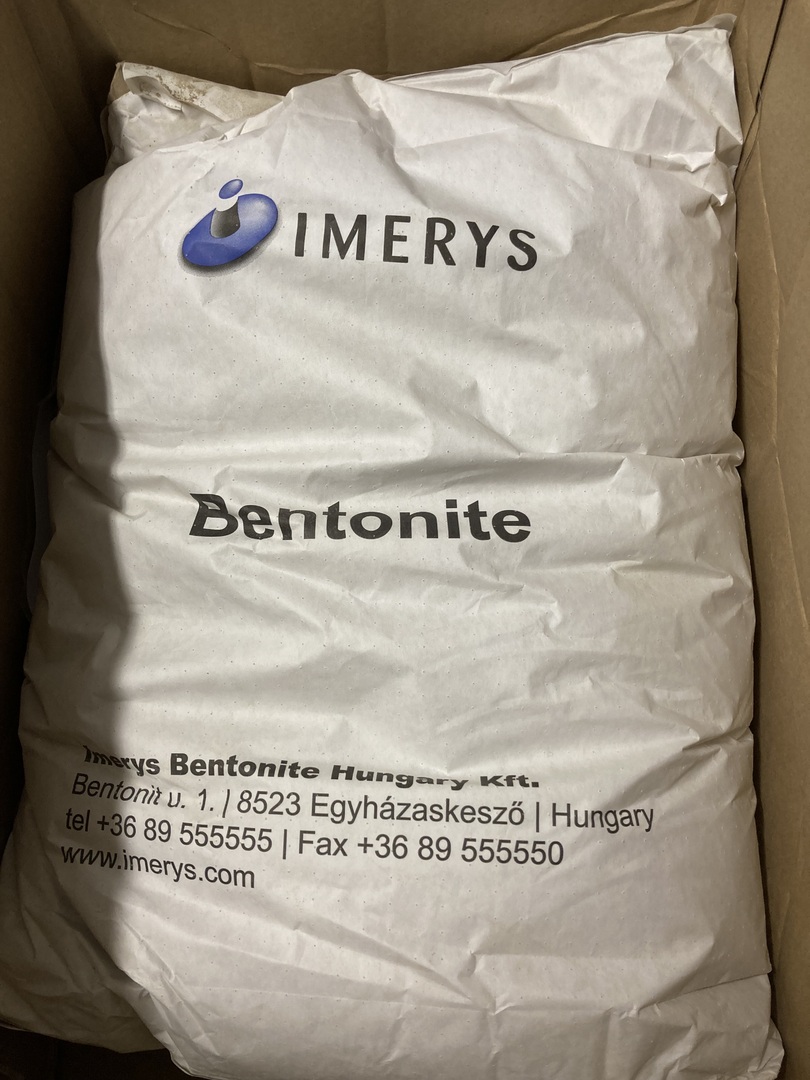 IMERYS
Bentonite
Imerys Bentonite Hungary Kft.
Bentonit u. 1. | 8523 Egyházaskesző | Hungary
tel +36 89 555555 | Fax +36 89 555550
www.imerys.com